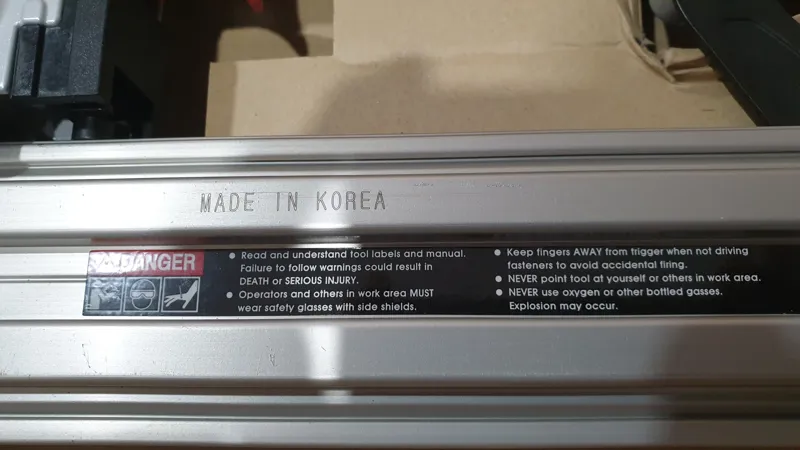 MADE IN KOREA
DANGER
• Read and understand tool labels and manual.
Failure to follow warnings could result in
DEATH or SERIOUS INJURY.
• Operators and others in work area MUST
wear safety glasses with side shields.
• Keep fingers AWAY from trigger when not driving
fasteners to avoid accidental firing.
• NEVER point tool at yourself or others in work area.
• NEVER use oxygen or other bottled gasses.
Explosion may occur.